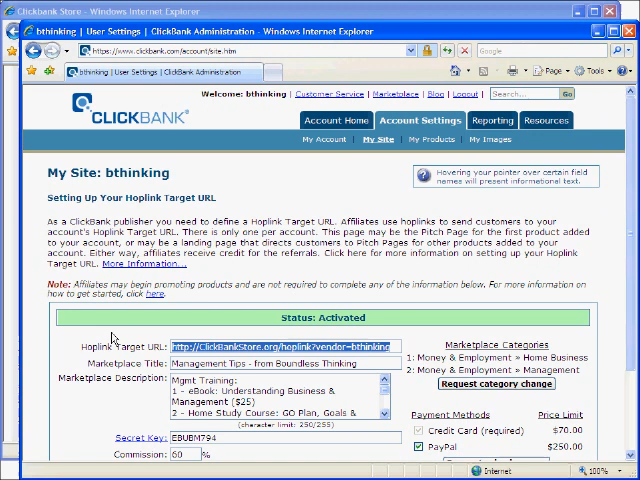 Clickbank Store - Windows Internet Explorer
bthinking | User Settings | ClickBank Administration - Windows Internet Explorer
https://www.clickbank.com/account/site.htm
Google
bthinking | User Settings | ClickBank Administration
Page
Tools
Welcome: bthinking | Customer Service | Marketplace | Blog | Logout | Search... Go
CLICKBANK®
Account Home Account Settings Reporting Resources
My Account My Site My Products My Images
My Site: bthinking
Hovering your pointer over certain field
names will present informational text.
Setting Up Your Hoplink Target URL
As a ClickBank publisher you need to define a Hoplink Target URL. Affiliates use hoplinks to send customers to your
account's Hoplink Target URL. There is only one per account. This page may be the Pitch Page for the first product added
to your account, or may be a landing page that directs customers to Pitch Pages for other products added to your
account. Either way, affiliates receive credit for the referrals. Click here for more information on setting up your Hoplink
Target URL. More Information...
Note: Affiliates may begin promoting products and are not required to complete any of the information below. For more information on
how to get started, click here.
Status: Activated
Hoplink Target URL: http://ClickBankStore.org/hoplink?vendor=bthinking
Marketplace Title: Management Tips - from Boundless Thinking
Marketplace Description: Mgmt Training:
1 - eBook: Understanding Business &
Management ($25)
2 - Home Study Course: GO Plan, Goals &
(character limit: 250/255)
Secret Key: EBUBM794
Commission: 60 %
Marketplace Categories
1: Money & Employment » Home Business
2: Money & Employment » Management
Request category change
Payment Methods Price Limit
Credit Card (required) $70.00
PayPal $250.00
Internet
100%